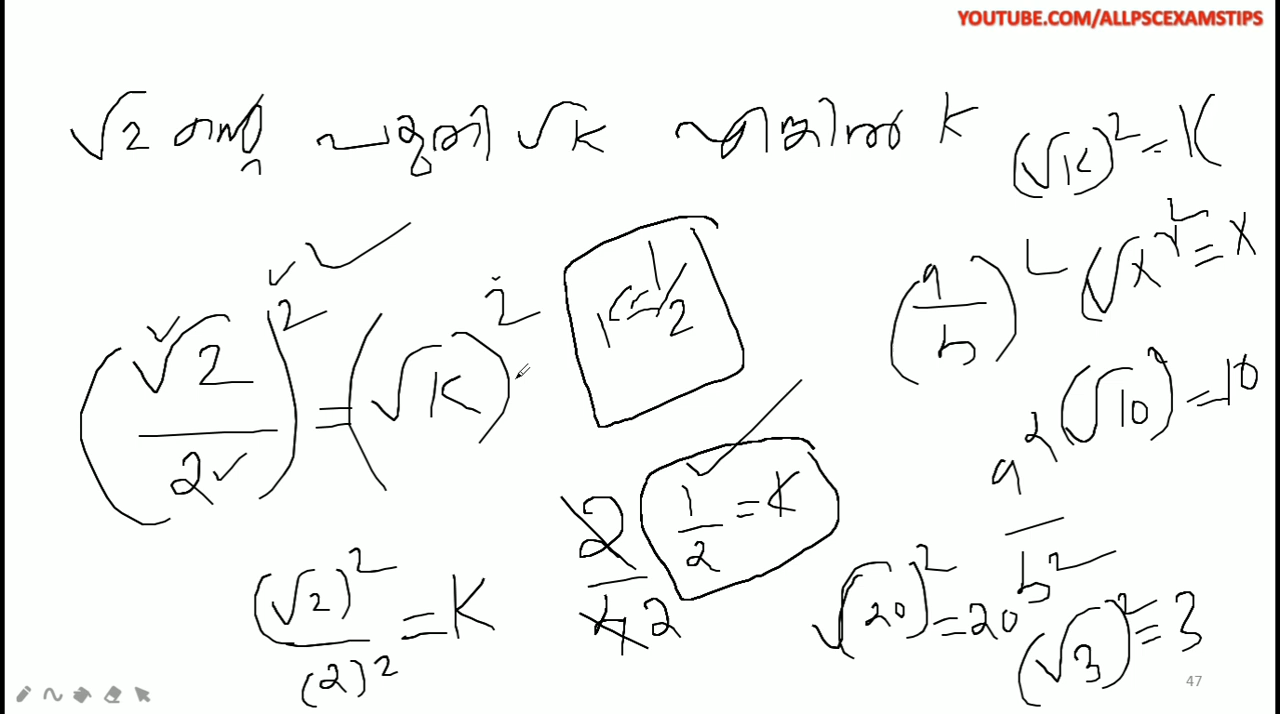 YOUTUBE.COM/ALLPSCEXAMSTIPS
√2 ന്റെ പകുതി √k ആയാൽ K
(√K)² = K
(√2/2)² = (√K)²
K = 1/2
(a/b)²
(√x)² = x
a²/b²
(√10)² = 10
1/2 = K
(√2)²/(2)² = K
2/4 2
(√20)² = 20
(√3)² = 3
47